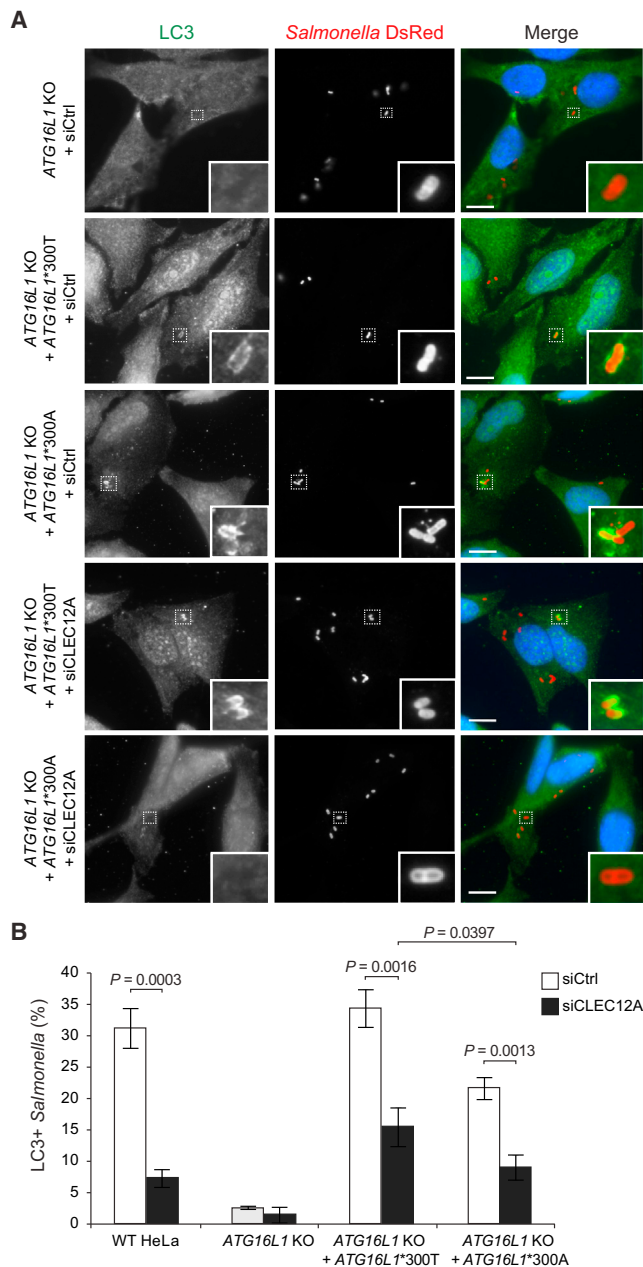 A
LC3
Salmonella DsRed
Merge
ATG16L1 KO
+ siCtrl
ATG16L1 KO
+ ATG16L1*300T
+ siCtrl
ATG16L1 KO
+ ATG16L1*300A
+ siCtrl
ATG16L1 KO
+ ATG16L1*300T
+ siCLEC12A
ATG16L1 KO
+ ATG16L1*300A
+ siCLEC12A
B
P = 0.0397
P = 0.0003
P = 0.0016
P = 0.0013
siCtrl
siCLEC12A
LC3+ Salmonella (%)
40
35
30
25
20
15
10
5
0
WT HeLa
ATG16L1 KO
ATG16L1 KO
+ ATG16L1*300T
ATG16L1 KO
+ ATG16L1*300A